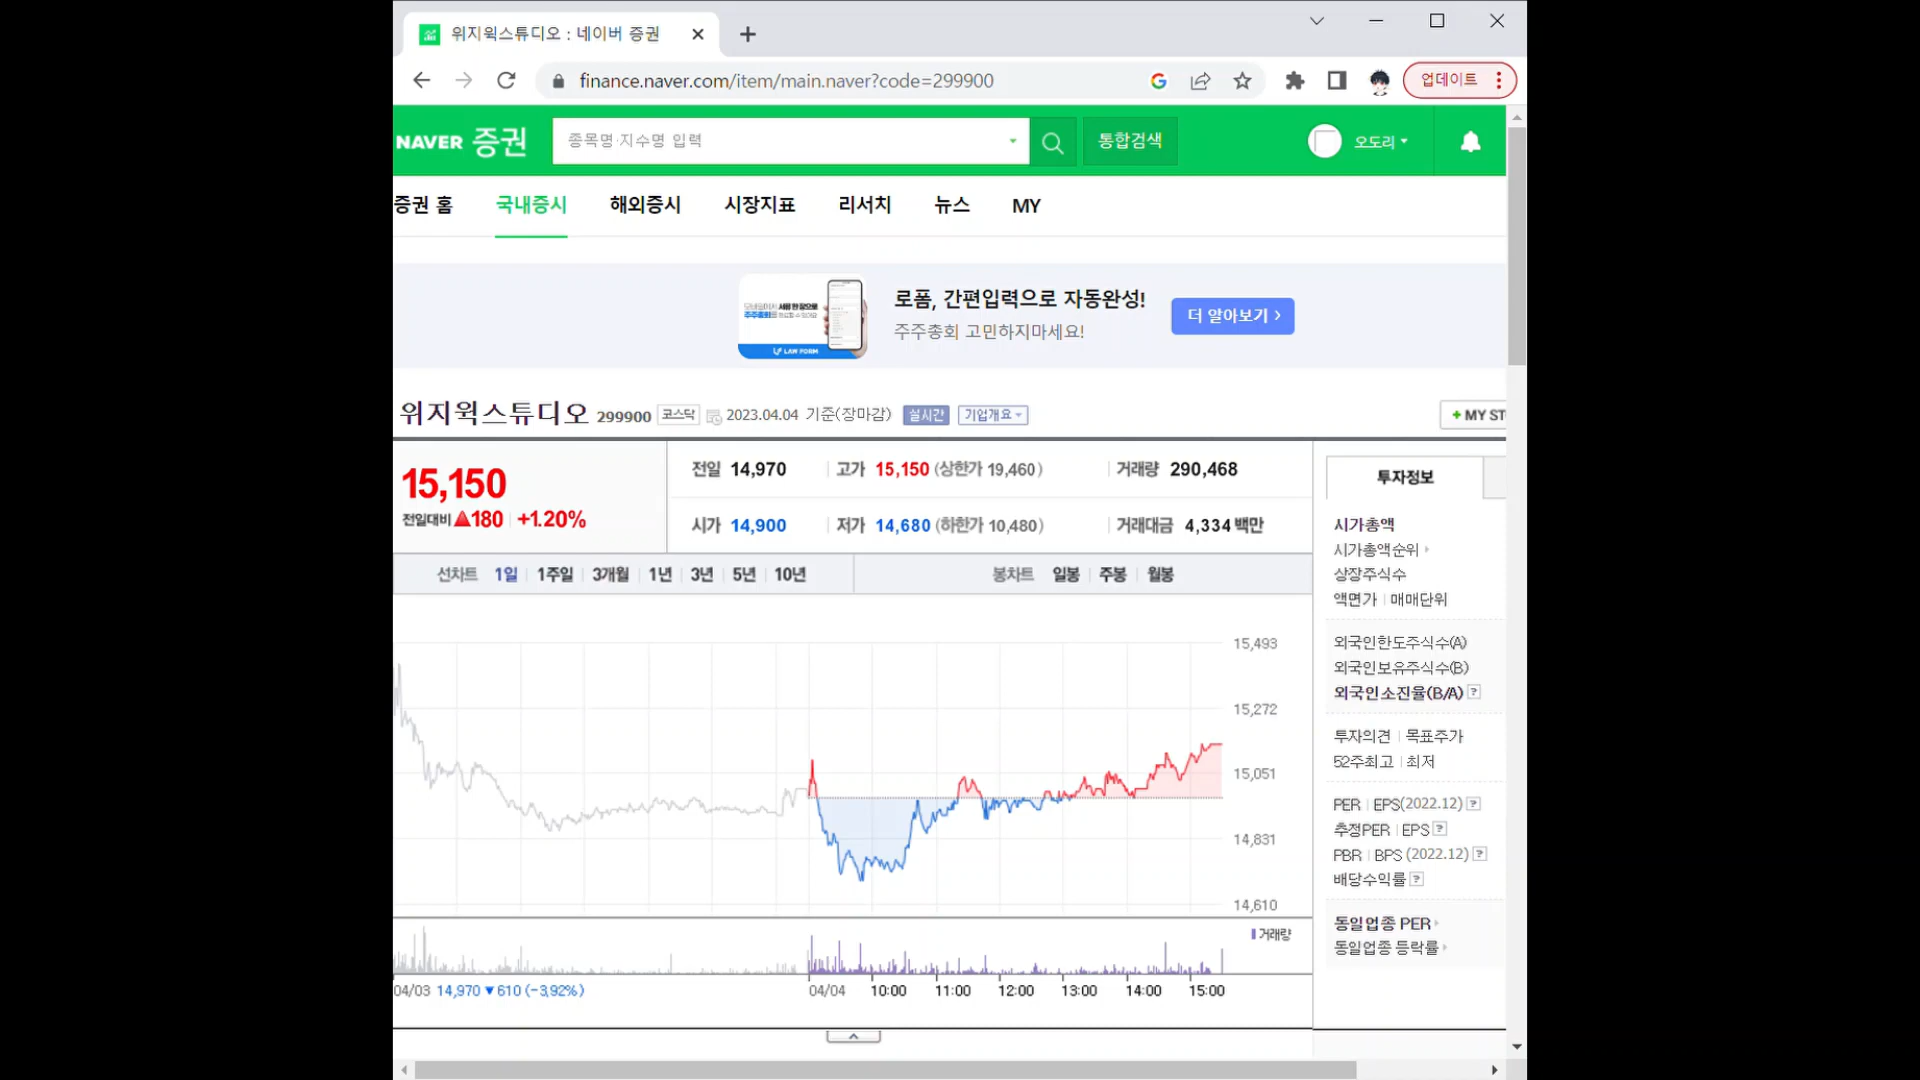 위지윅스튜디오 : 네이버 증권
finance.naver.com/item/main.naver?code=299900
업데이트
NAVER 증권
종목명·지수명 입력
통합검색
오도리
증권 홈
국내증시
해외증시
시장지표
리서치
뉴스
MY
로폼, 간편입력으로 자동완성!
주주총회 고민하지마세요!
더 알아보기
LAW FORM
위지윅스튜디오 299900 코스닥 2023.04.04 기준(장마감) 실시간 기업개요
+ MY ST
15,150
전일대비 ▲180 +1.20%
전일 14,970 고가 15,150 (상한가 19,460) 거래량 290,468
시가 14,900 저가 14,680 (하한가 10,480) 거래대금 4,334 백만
선차트 1일 1주일 3개월 1년 3년 5년 10년
봉차트 일봉 주봉 월봉
15,493
15,272
15,051
14,831
14,610
거래량
04/03 14,970 ▼610 (-3.92%)
04/04 10:00 11:00 12:00 13:00 14:00 15:00
투자정보
시가총액
시가총액순위
상장주식수
액면가 | 매매단위
외국인한도주식수(A)
외국인보유주식수(B)
외국인소진율(B/A) ?
투자의견 | 목표주가
52주최고 | 최저
PER | EPS(2022.12) ?
추정PER | EPS ?
PBR | BPS (2022.12) ?
배당수익률 ?
동일업종 PER
동일업종 등락률